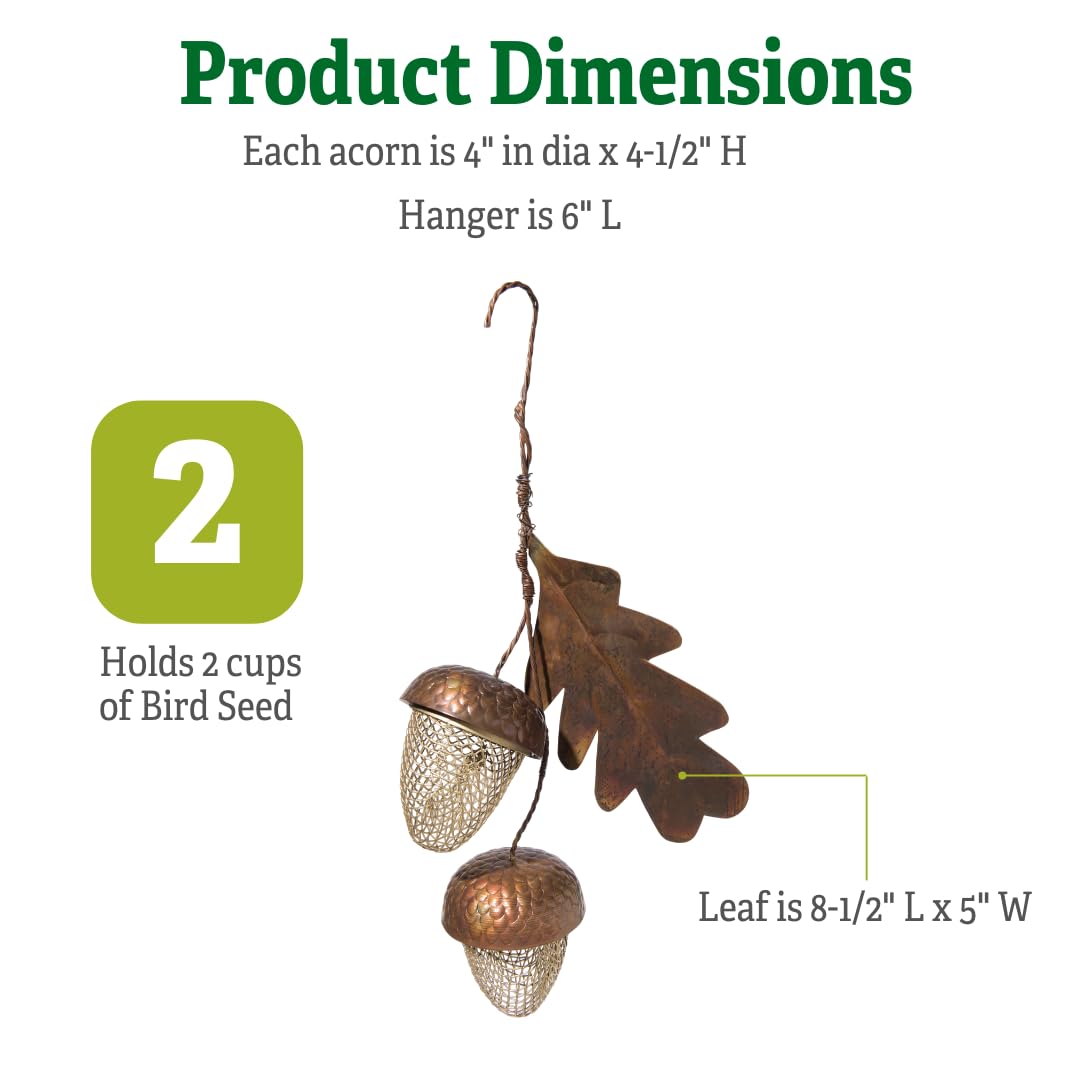 Product Dimensions
Each acorn is 4" in dia x 4-1/2" H
Hanger is 6" L
2
Holds 2 cups
of Bird Seed
Leaf is 8-1/2" L x 5" W